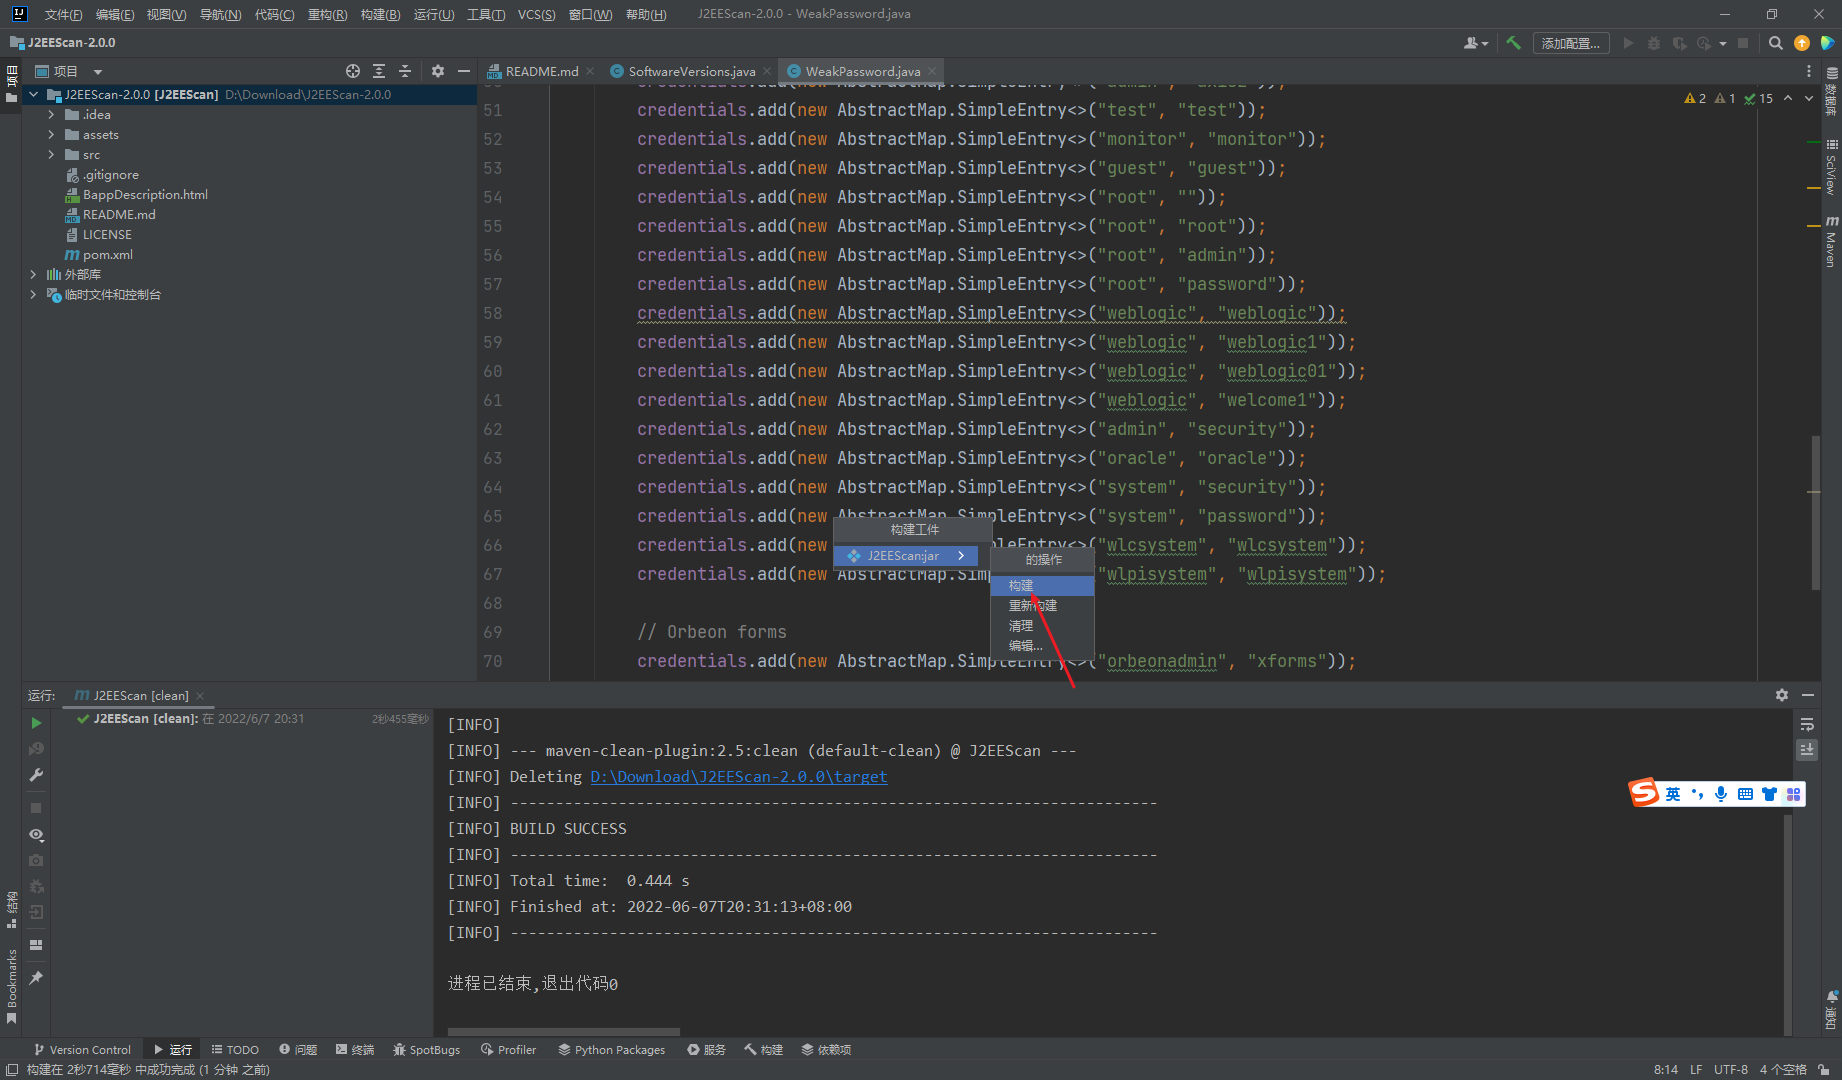 文件(F) 编辑(E) 视图(V) 导航(N) 代码(C) 重构(R) 构建(B) 运行(U) 工具(T) VCS(S) 窗口(W) 帮助(H) J2EEScan-2.0.0 - WeakPassword.java
J2EEScan-2.0.0
添加配置...
项目
项目
README.md
SoftwareVersions.java
WeakPassword.java
J2EEScan-2.0.0 [J2EEScan] D:\Download\J2EEScan-2.0.0
.idea
assets
src
.gitignore
BappDescription.html
README.md
LICENSE
pom.xml
外部库
临时文件和控制台
2 1 15
51 credentials.add(new AbstractMap.SimpleEntry<>("test", "test"));
52 credentials.add(new AbstractMap.SimpleEntry<>("monitor", "monitor"));
53 credentials.add(new AbstractMap.SimpleEntry<>("guest", "guest"));
54 credentials.add(new AbstractMap.SimpleEntry<>("root", ""));
55 credentials.add(new AbstractMap.SimpleEntry<>("root", "root"));
56 credentials.add(new AbstractMap.SimpleEntry<>("root", "admin"));
57 credentials.add(new AbstractMap.SimpleEntry<>("root", "password"));
58 credentials.add(new AbstractMap.SimpleEntry<>("weblogic", "weblogic"));
59 credentials.add(new AbstractMap.SimpleEntry<>("weblogic", "weblogic1"));
60 credentials.add(new AbstractMap.SimpleEntry<>("weblogic", "weblogic01"));
61 credentials.add(new AbstractMap.SimpleEntry<>("weblogic", "welcome1"));
62 credentials.add(new AbstractMap.SimpleEntry<>("admin", "security"));
63 credentials.add(new AbstractMap.SimpleEntry<>("oracle", "oracle"));
64 credentials.add(new AbstractMap.SimpleEntry<>("system", "security"));
65 credentials.add(new AbstractMap.SimpleEntry<>("system", "password"));
66 credentials.add(new ("wlcsystem", "wlcsystem"));
67 credentials.add(new AbstractMap.Sim ("wlpisystem", "wlpisystem"));
68
69 // Orbeon forms
70 credentials.add(new AbstractMap.SimpleEntry<>("orbeonadmin", "xforms"));
构建工件
J2EEScan:jar
的操作
构建
重新构建
清理
编辑...
数据库
SciView
Maven
通知
结构
Bookmarks
运行:
J2EEScan [clean]
J2EEScan [clean]: 在 2022/6/7 20:31 2秒455毫秒
[INFO]
[INFO] --- maven-clean-plugin:2.5:clean (default-clean) @ J2EEScan ---
[INFO] Deleting D:\Download\J2EEScan-2.0.0\target
[INFO] ------------------------------------------------------------------------
[INFO] BUILD SUCCESS
[INFO] ------------------------------------------------------------------------
[INFO] Total time:  0.444 s
[INFO] Finished at: 2022-06-07T20:31:13+08:00
[INFO] ------------------------------------------------------------------------
进程已结束,退出代码0
英
Version Control 运行 TODO 问题 终端 SpotBugs Profiler Python Packages 服务 构建 依赖项
构建在 2秒714毫秒 中成功完成 (1 分钟 之前)
8:14 LF UTF-8 4 个空格